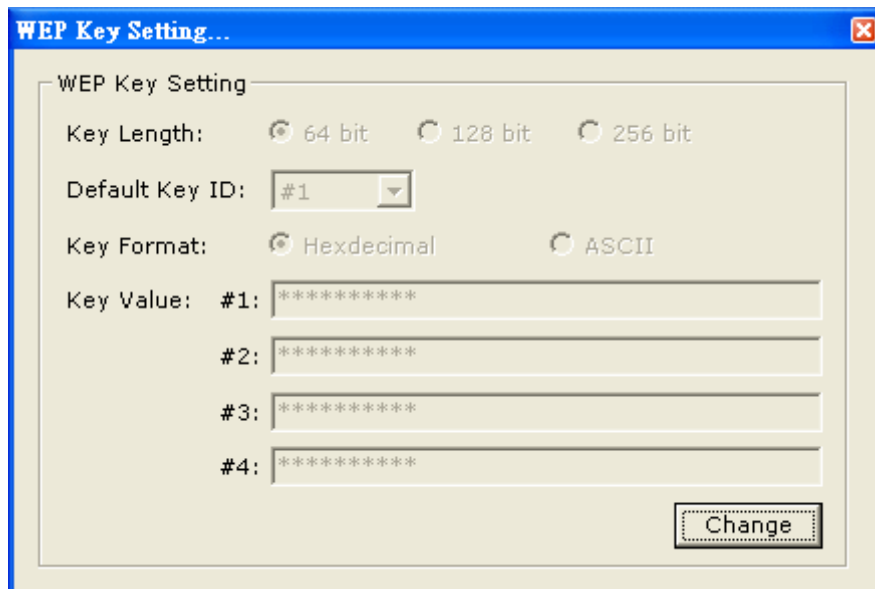 WEP Key Setting...
WEP Key Setting
Key Length: 64 bit 128 bit 256 bit
Default Key ID: #1
Key Format: Hexdecimal ASCII
Key Value: #1: **********
#2: **********
#3: **********
#4: **********
Change